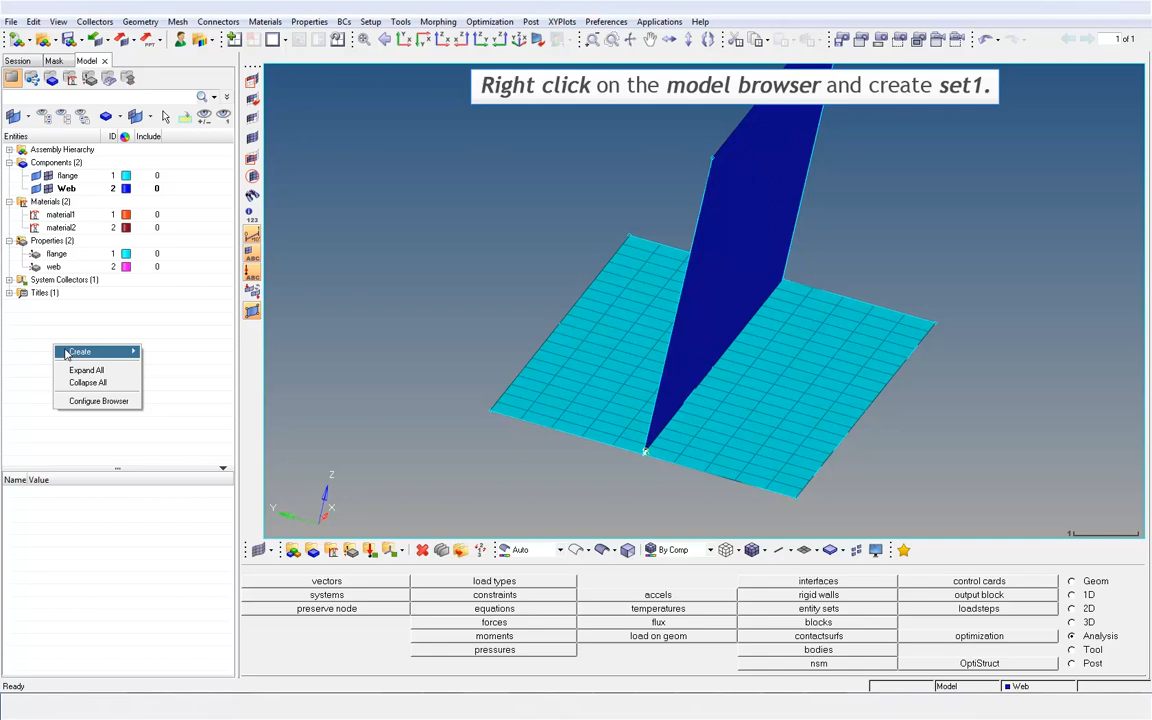 File Edit View Collectors Geometry Mesh Connectors Materials Properties BCs Setup Tools Morphing Optimization Post XYPlots Preferences Applications Help
1 of 1
Session Mask Model
Right click on the model browser and create set1.
Entities ID Include
Assembly Hierarchy
Components (2)
flange 1 0
Web 2 0
Materials (2)
material1 1 0
material2 2 0
Properties (2)
flange 1 0
web 2 0
System Collectors (1)
Titles (1)
Create
Expand All
Collapse All
Configure Browser
123
ABC
ABC
Name Value
Z
Y
X
1
Auto
By Comp
vectors load types interfaces control cards Geom
systems constraints accels rigid walls output block 1D
preserve node equations temperatures entity sets loadsteps 2D
forces flux blocks 3D
moments load on geom contactsurfs optimization Analysis
pressures bodies Tool
nsm OptiStruct Post
Ready Model Web